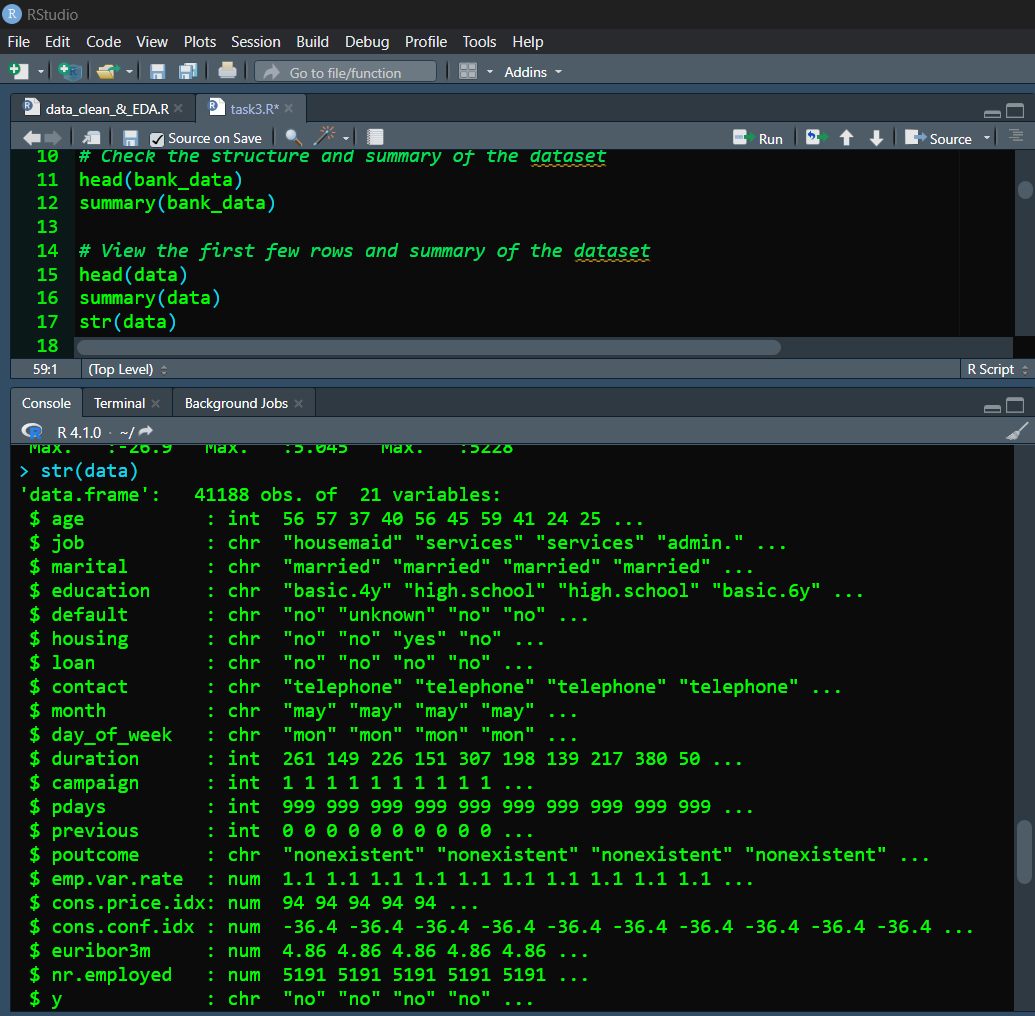 RStudio
File Edit Code View Plots Session Build Debug Profile Tools Help
Go to file/function Addins
data_clean_&_EDA.R task3.R*
Source on Save Run Source
10 # Check the structure and summary of the dataset
11 head(bank_data)
12 summary(bank_data)
13
14 # View the first few rows and summary of the dataset
15 head(data)
16 summary(data)
17 str(data)
18
59:1 (Top Level) R Script
Console Terminal Background Jobs
R 4.1.0 · ~/
Max. :-26.9 Max. :5.045 Max. :5228
> str(data)
'data.frame': 41188 obs. of 21 variables:
$ age : int 56 57 37 40 56 45 59 41 24 25 ...
$ job : chr "housemaid" "services" "services" "admin." ...
$ marital : chr "married" "married" "married" "married" ...
$ education : chr "basic.4y" "high.school" "high.school" "basic.6y" ...
$ default : chr "no" "unknown" "no" "no" ...
$ housing : chr "no" "no" "yes" "no" ...
$ loan : chr "no" "no" "no" "no" ...
$ contact : chr "telephone" "telephone" "telephone" "telephone" ...
$ month : chr "may" "may" "may" "may" ...
$ day_of_week : chr "mon" "mon" "mon" "mon" ...
$ duration : int 261 149 226 151 307 198 139 217 380 50 ...
$ campaign : int 1 1 1 1 1 1 1 1 1 1 ...
$ pdays : int 999 999 999 999 999 999 999 999 999 999 ...
$ previous : int 0 0 0 0 0 0 0 0 0 0 ...
$ poutcome : chr "nonexistent" "nonexistent" "nonexistent" "nonexistent" ...
$ emp.var.rate : num 1.1 1.1 1.1 1.1 1.1 1.1 1.1 1.1 1.1 1.1 ...
$ cons.price.idx: num 94 94 94 94 94 ...
$ cons.conf.idx : num -36.4 -36.4 -36.4 -36.4 -36.4 -36.4 -36.4 -36.4 -36.4 -36.4 ...
$ euribor3m : num 4.86 4.86 4.86 4.86 4.86 ...
$ nr.employed : num 5191 5191 5191 5191 5191 ...
$ y : chr "no" "no" "no" "no" ...